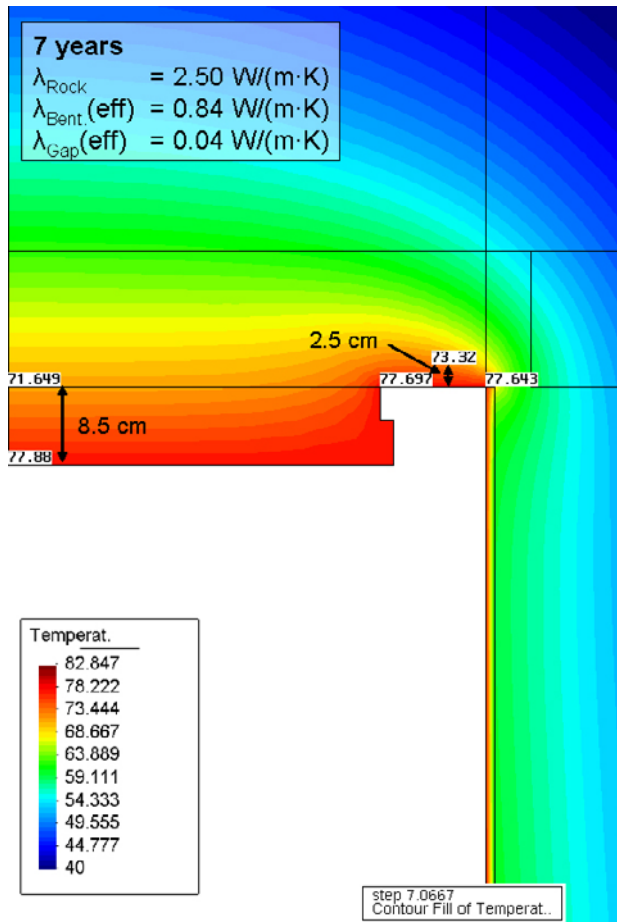 7 years
λRock = 2.50 W/(m·K)
λBent.(eff) = 0.84 W/(m·K)
λGap(eff) = 0.04 W/(m·K)
2.5 cm
73.32
71.649
77.697
77.643
8.5 cm
77.88
Temperat.
82.847
78.222
73.444
68.667
63.889
59.111
54.333
49.555
44.777
40
step 7.0667
Contour Fill of Temperat..